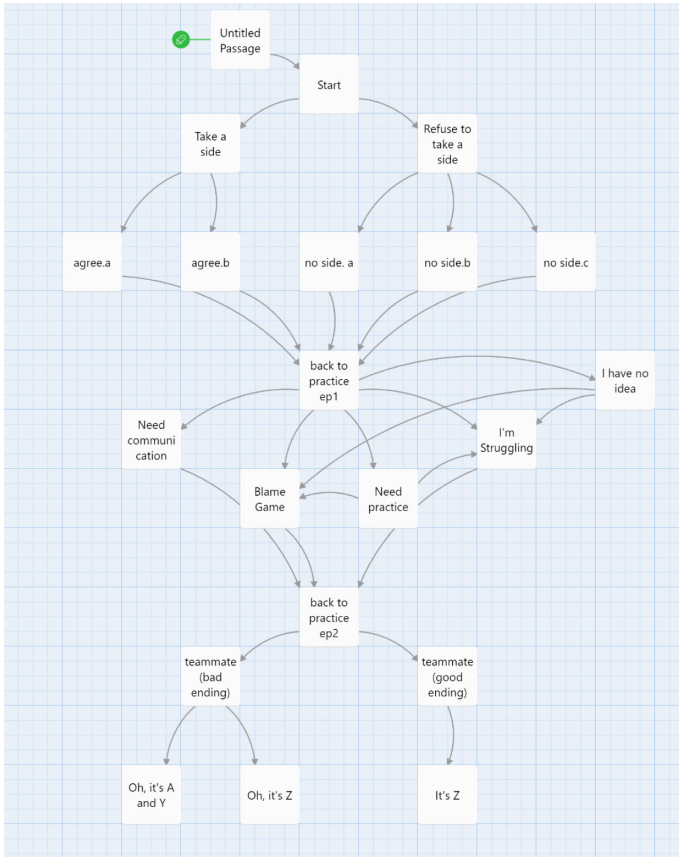 Untitled
Passage
Start
Take a
side
Refuse to
take a
side
agree.a
agree.b
no side. a
no side.b
no side.c
back to
practice
ep1
I have no
idea
Need
communi
cation
I'm
Struggling
Blame
Game
Need
practice
back to
practice
ep2
teammate
(bad
ending)
teammate
(good
ending)
Oh, it's A
and Y
Oh, it's Z
It's Z